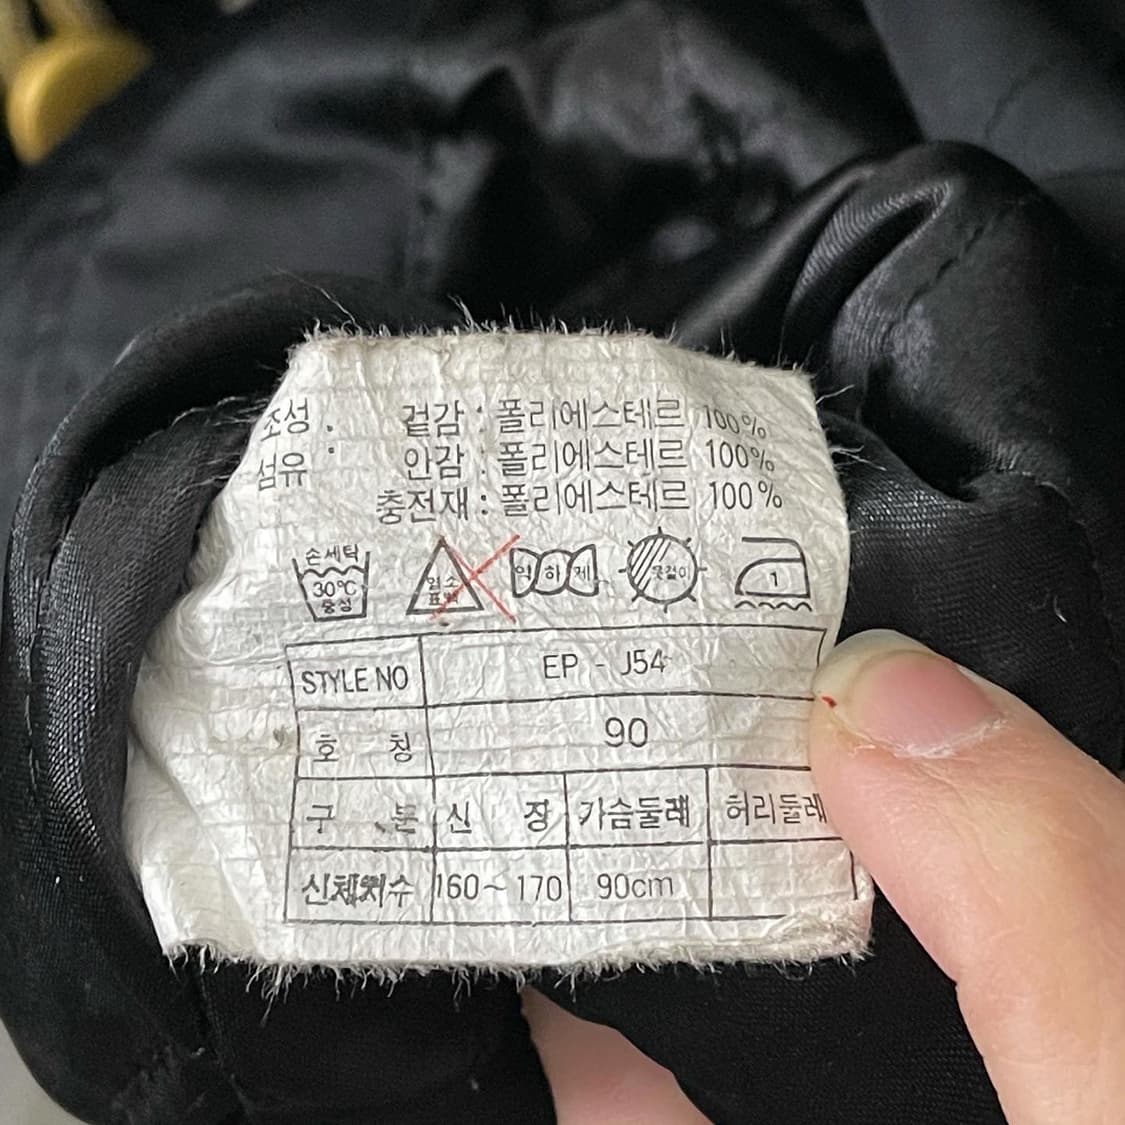 조성 : 겉감 : 폴리에스테르 100%
섬유 안감 : 폴리에스테르 100%
충전재 : 폴리에스테르 100%
손세탁 30℃ 중성
염소 표백
약하게
옷걸이
1
STYLE NO EP - J54
호 칭 90
구 분 신 장 가슴둘레 허리둘레
신체치수 160~170 90cm